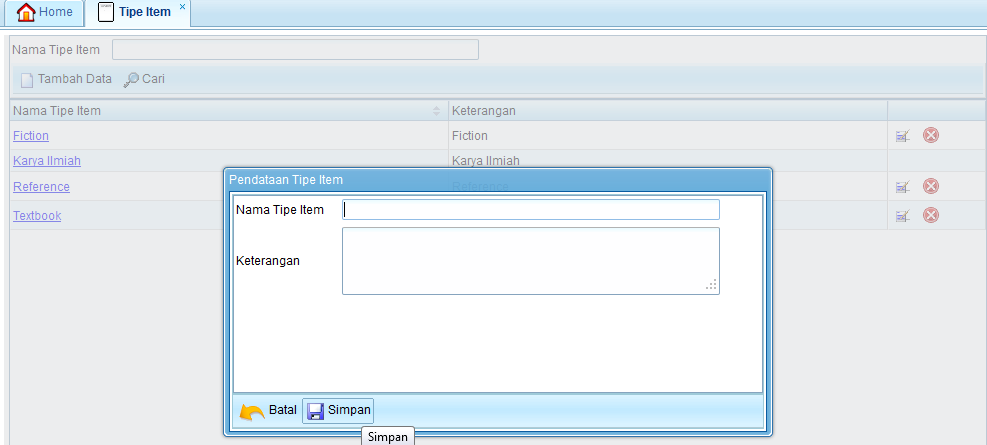 Home Tipe Item
Nama Tipe Item
Tambah Data Cari
Nama Tipe Item Keterangan
Fiction Fiction
Karya Ilmiah Karya Ilmiah
Reference Reference
Textbook
Pendataan Tipe Item
Nama Tipe Item
Keterangan
Batal Simpan
Simpan